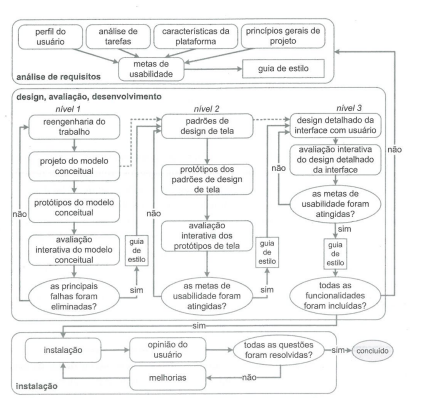 perfil do
usuário
análise de
tarefas
características da
plataforma
princípios gerais de
projeto
metas de
usabilidade
guia de estilo
análise de requisitos
design, avaliação, desenvolvimento
nível 1
reengenharia do
trabalho
projeto do modelo
conceitual
protótipos do modelo
conceitual
avaliação
interativa do modelo
conceitual
as principais
falhas foram
eliminadas?
não
sim
guia
de
estilo
nível 2
padrões de
design de tela
protótipos dos
padrões de design
de tela
avaliação
interativa dos
protótipos de tela
as metas de
usabilidade foram
atingidas?
não
sim
guia
de
estilo
nível 3
design detalhado da
interface com usuário
avaliação interativa
do design detalhado
da interface
as metas de
usabilidade foram
atingidas?
não
sim
guia
de estilo
todas as
funcionalidades
foram incluídas?
não
sim
instalação
opinião do
usuário
todas as questões
foram resolvidas?
sim
concluído
não
melhorias
instalação